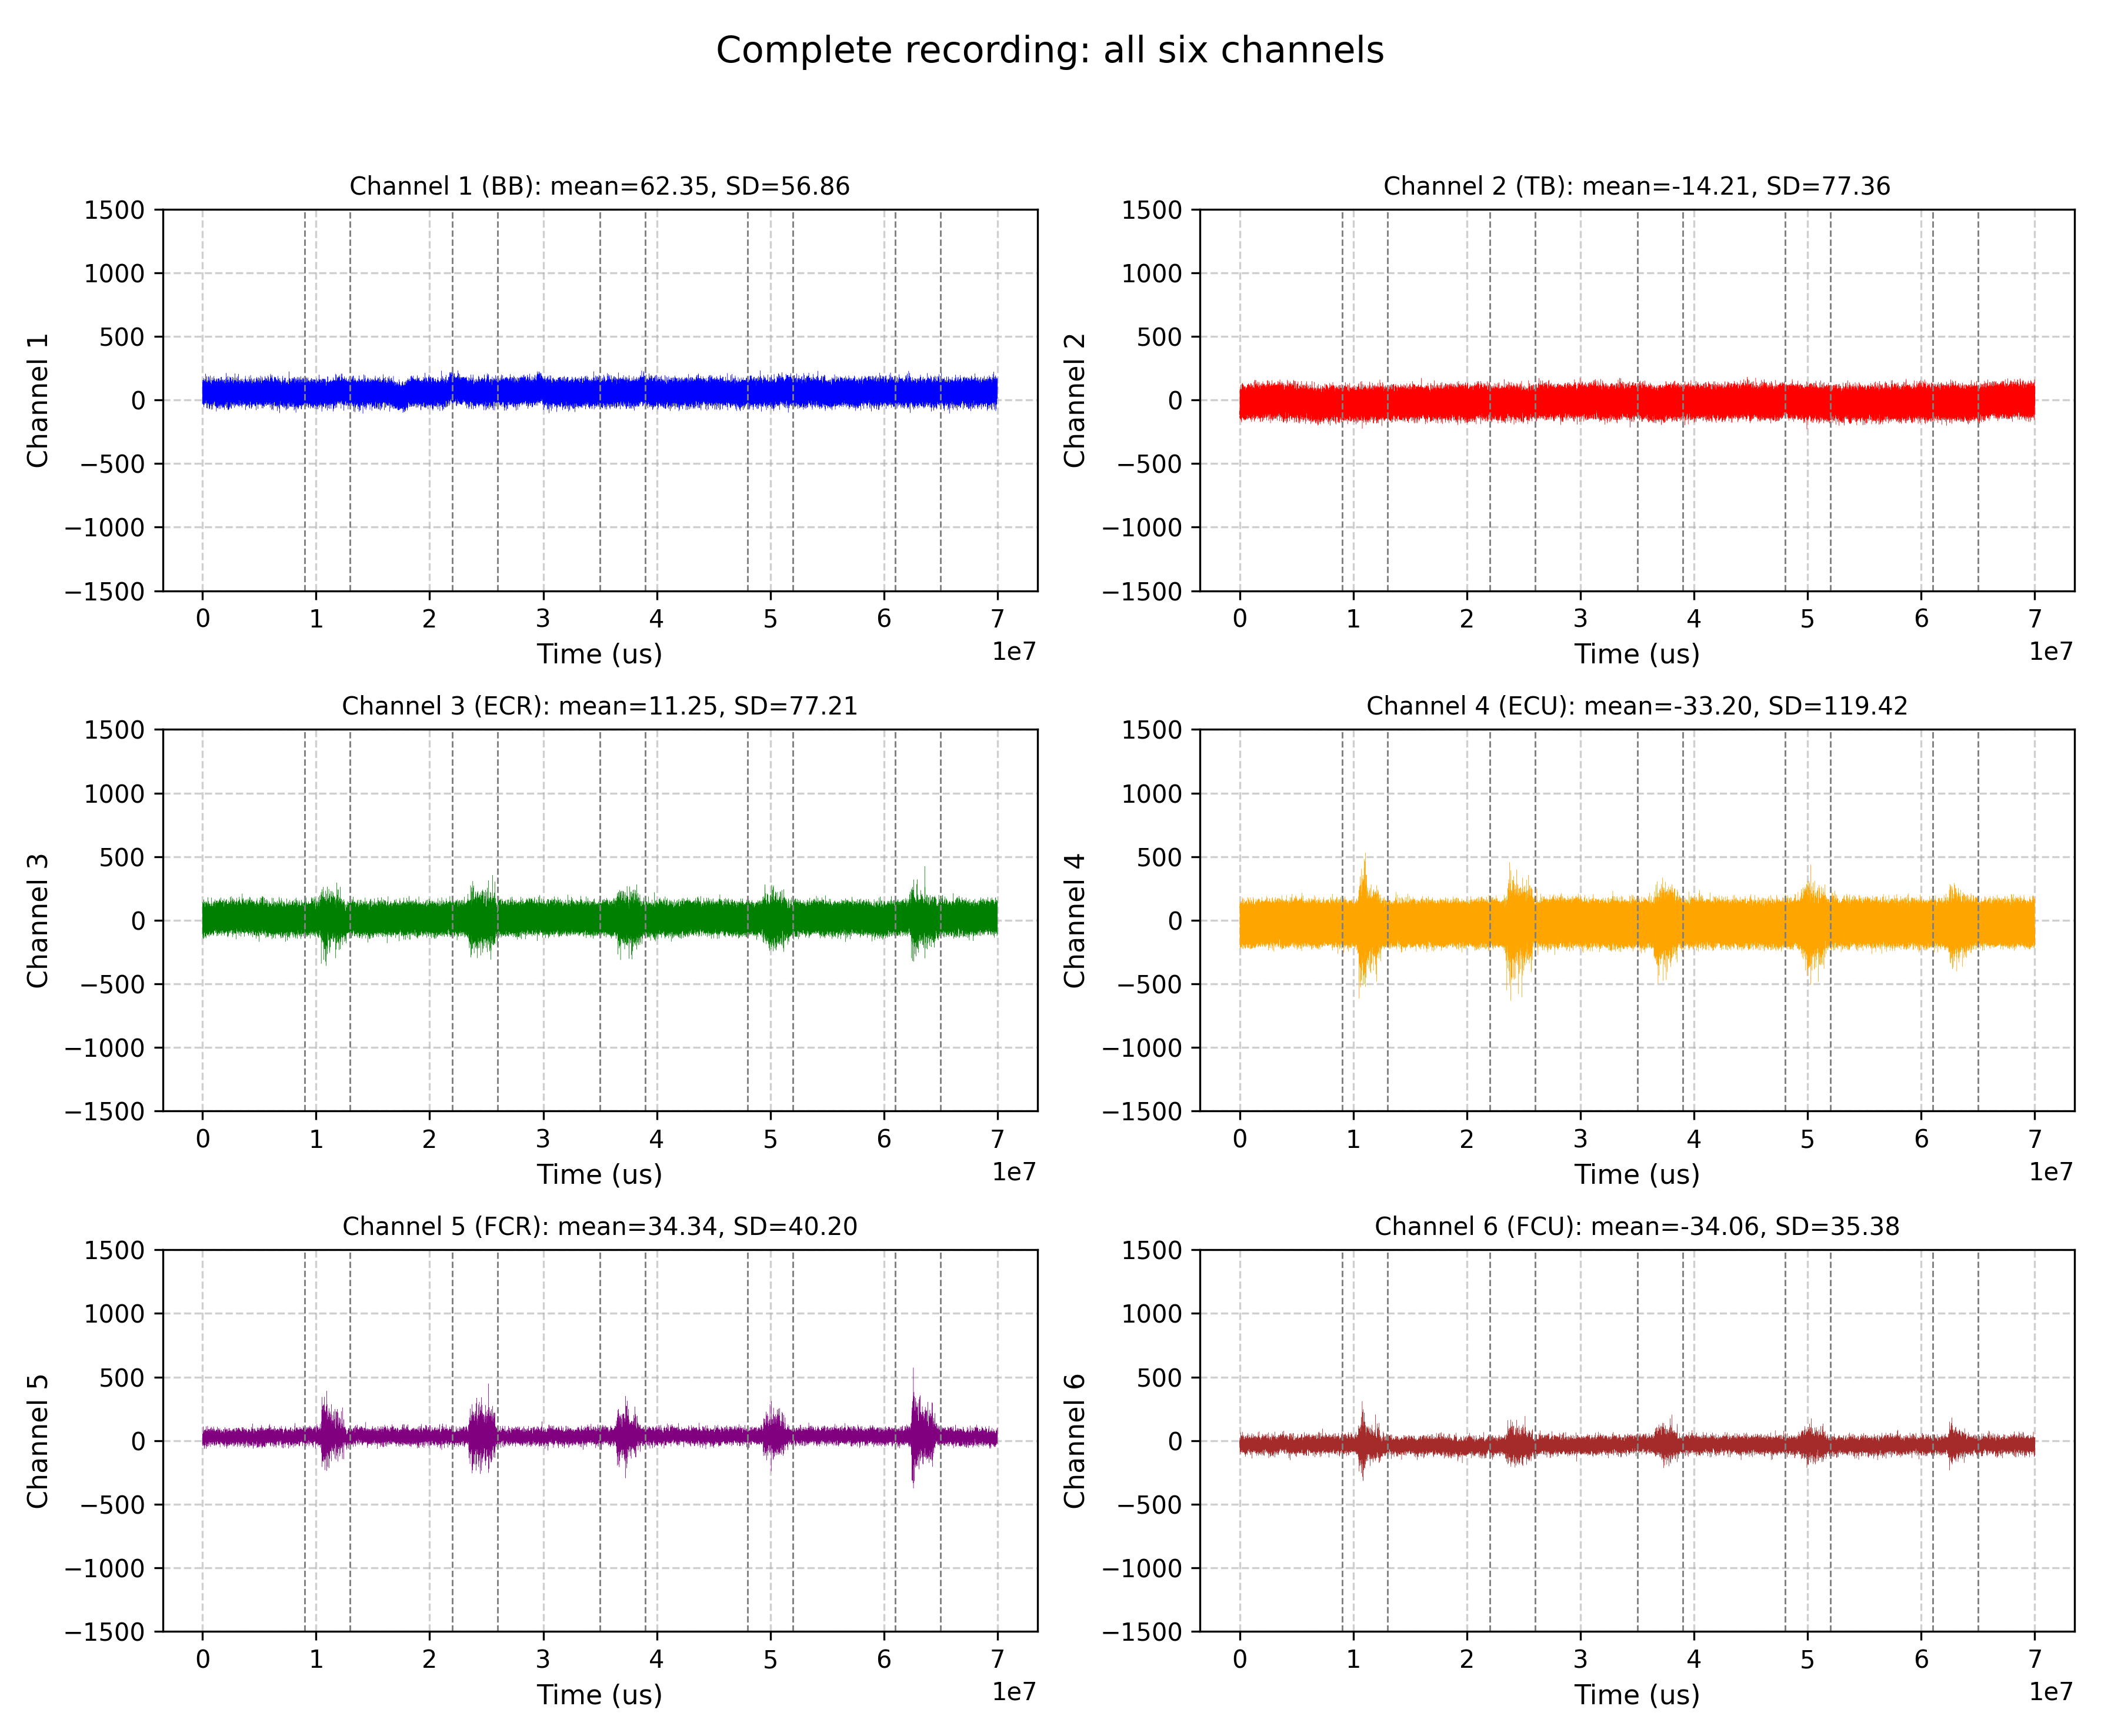 Complete recording: all six channels
Channel 1 (BB): mean=62.35, SD=56.86
Channel 1
1500
1000
500
0
−500
−1000
−1500
0 1 2 3 4 5 6 7
1e7
Time (us)
Channel 2 (TB): mean=-14.21, SD=77.36
Channel 2
1500
1000
500
0
−500
−1000
−1500
0 1 2 3 4 5 6 7
1e7
Time (us)
Channel 3 (ECR): mean=11.25, SD=77.21
Channel 3
1500
1000
500
0
−500
−1000
−1500
0 1 2 3 4 5 6 7
1e7
Time (us)
Channel 4 (ECU): mean=-33.20, SD=119.42
Channel 4
1500
1000
500
0
−500
−1000
−1500
0 1 2 3 4 5 6 7
1e7
Time (us)
Channel 5 (FCR): mean=34.34, SD=40.20
Channel 5
1500
1000
500
0
−500
−1000
−1500
0 1 2 3 4 5 6 7
1e7
Time (us)
Channel 6 (FCU): mean=-34.06, SD=35.38
Channel 6
1500
1000
500
0
−500
−1000
−1500
0 1 2 3 4 5 6 7
1e7
Time (us)